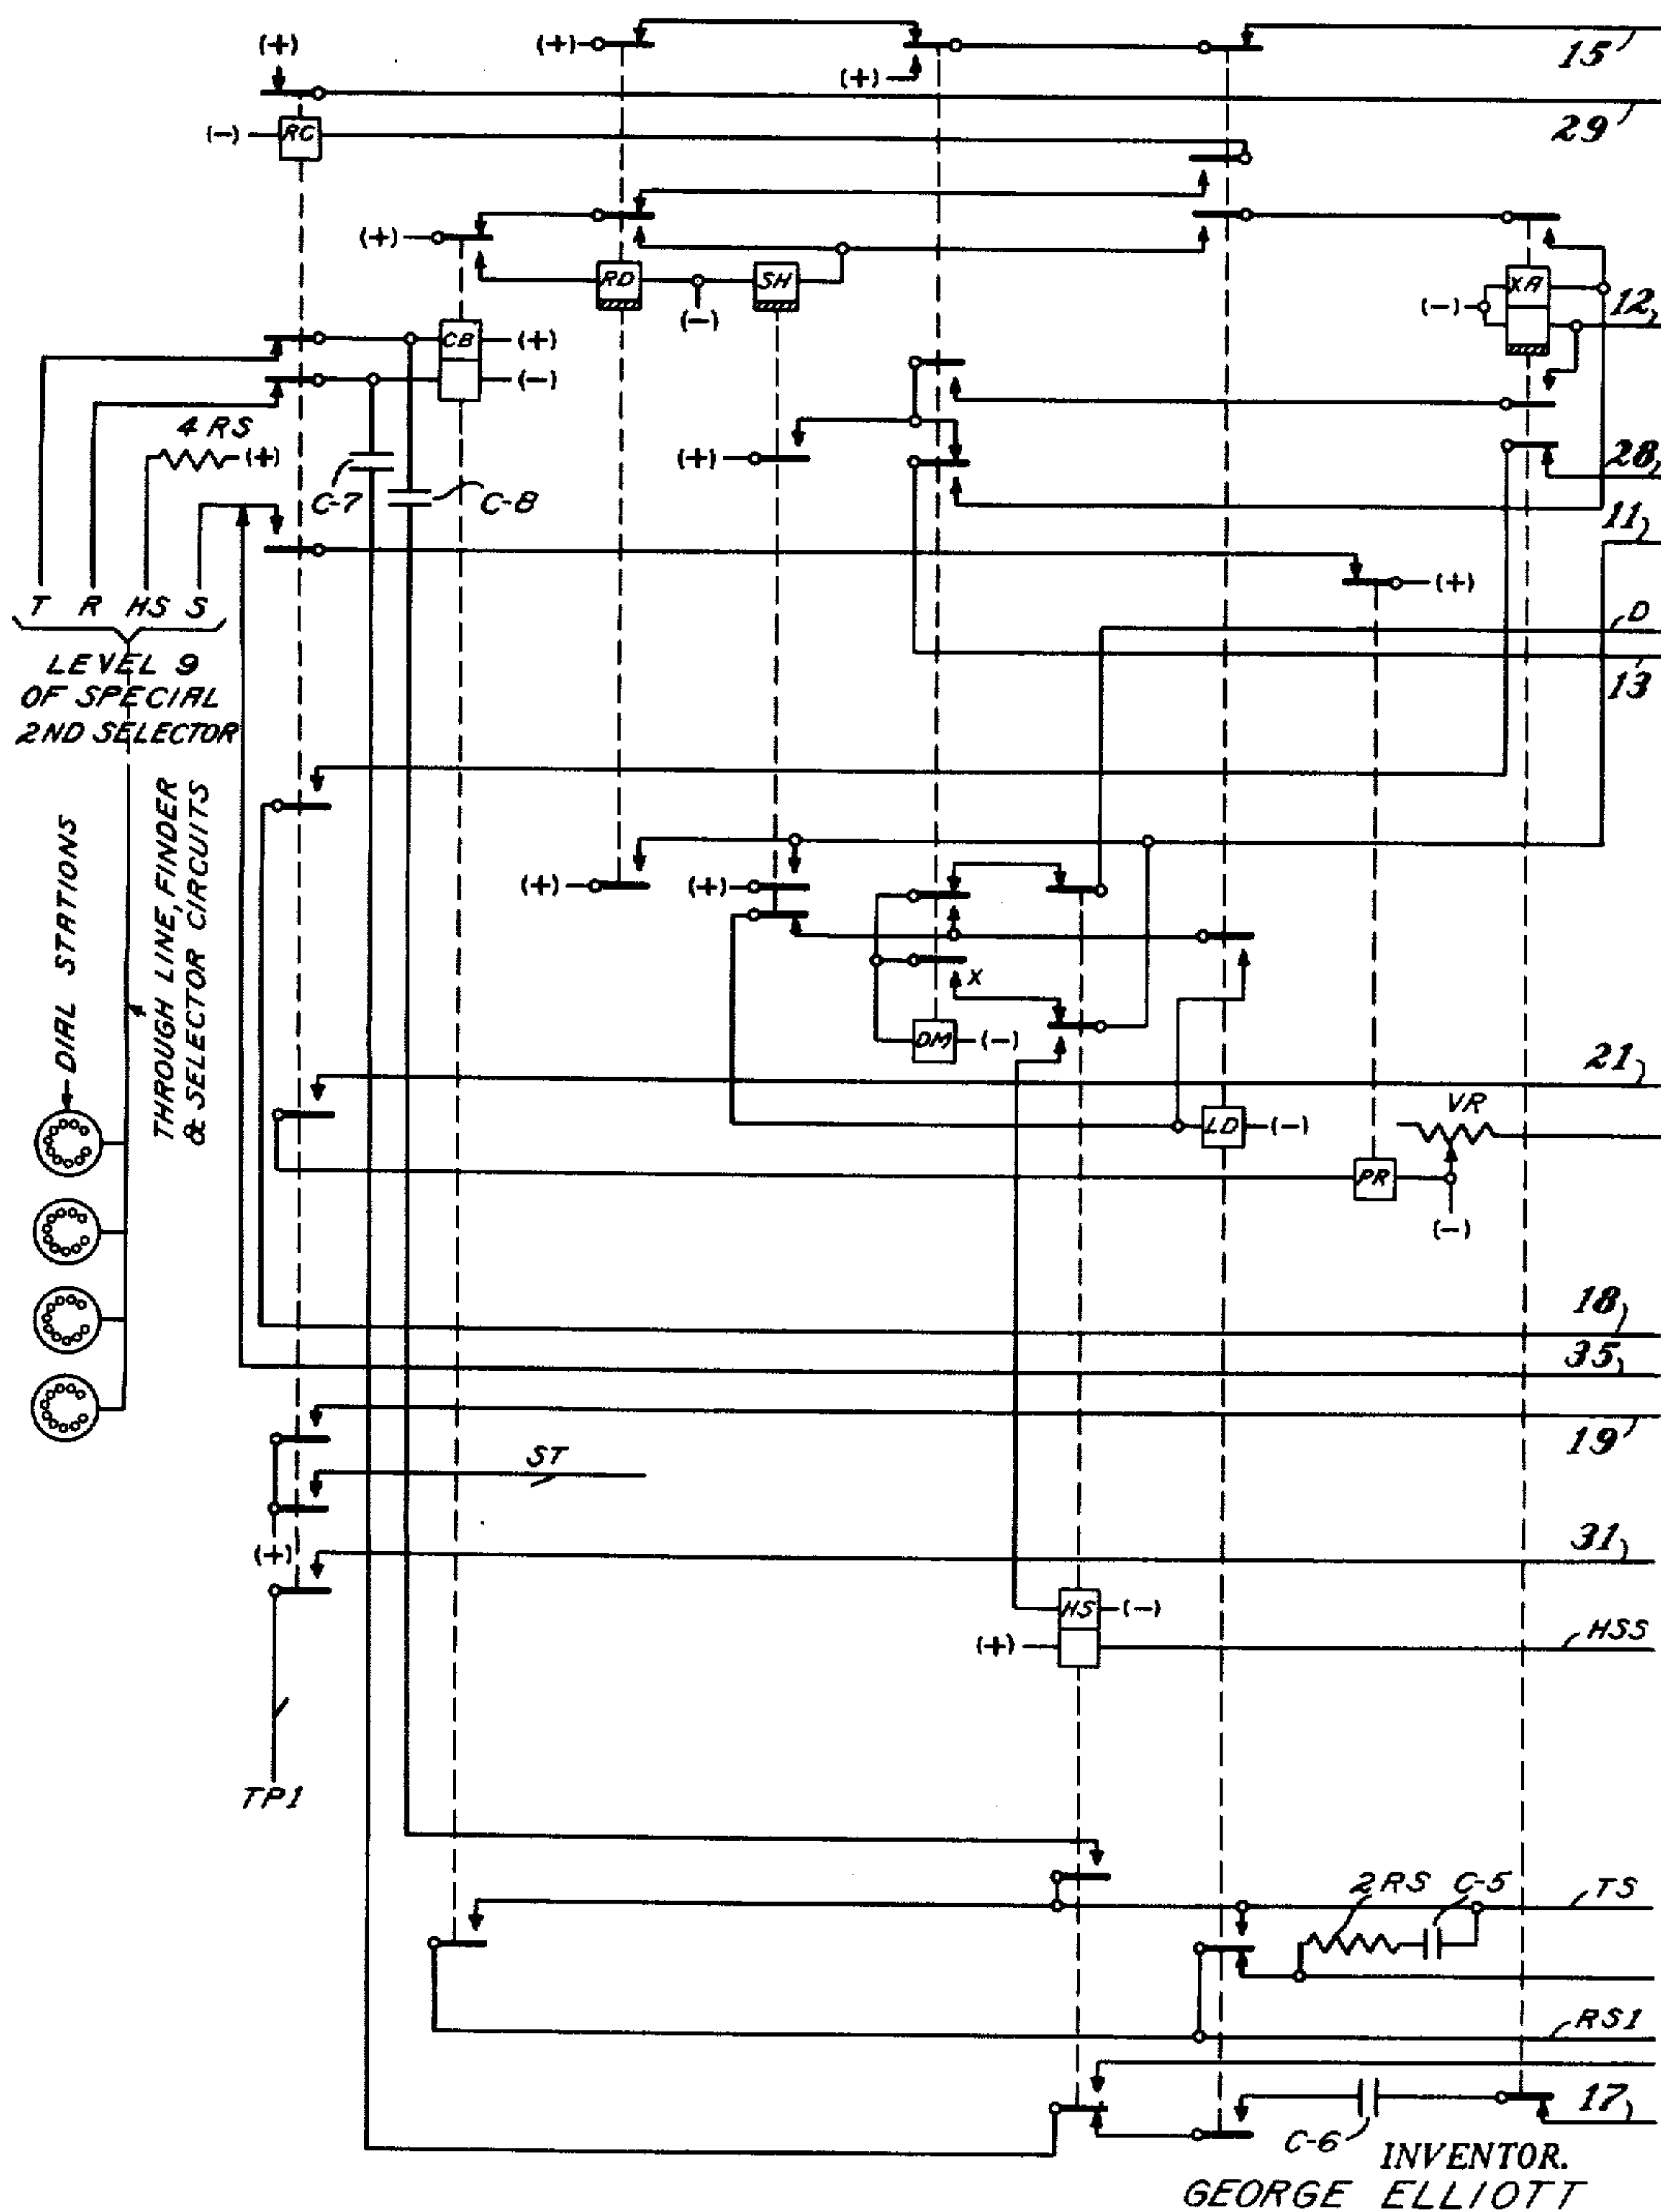 15
(+)
(+)
(+)
29
(-)
RC
(+)
RD
SH
(-)
XA
(-)
12
CB
(+)
(-)
4 RS
(+)
(+)
28
C-7
C-8
11
(+)
T R HS S
D
13
LEVEL 9
OF SPECIAL
2ND SELECTOR
DIAL STATIONS
THROUGH LINE, FINDER
& SELECTOR CIRCUITS
(+)
(+)
X
DM
(-)
21
LD
(-)
VR
PR
(-)
18
35
19
ST
(+)
31
HS
(-)
(+)
HSS
TP1
2RS
C-5
TS
RS1
17
C-6
INVENTOR.
GEORGE ELLIOTT